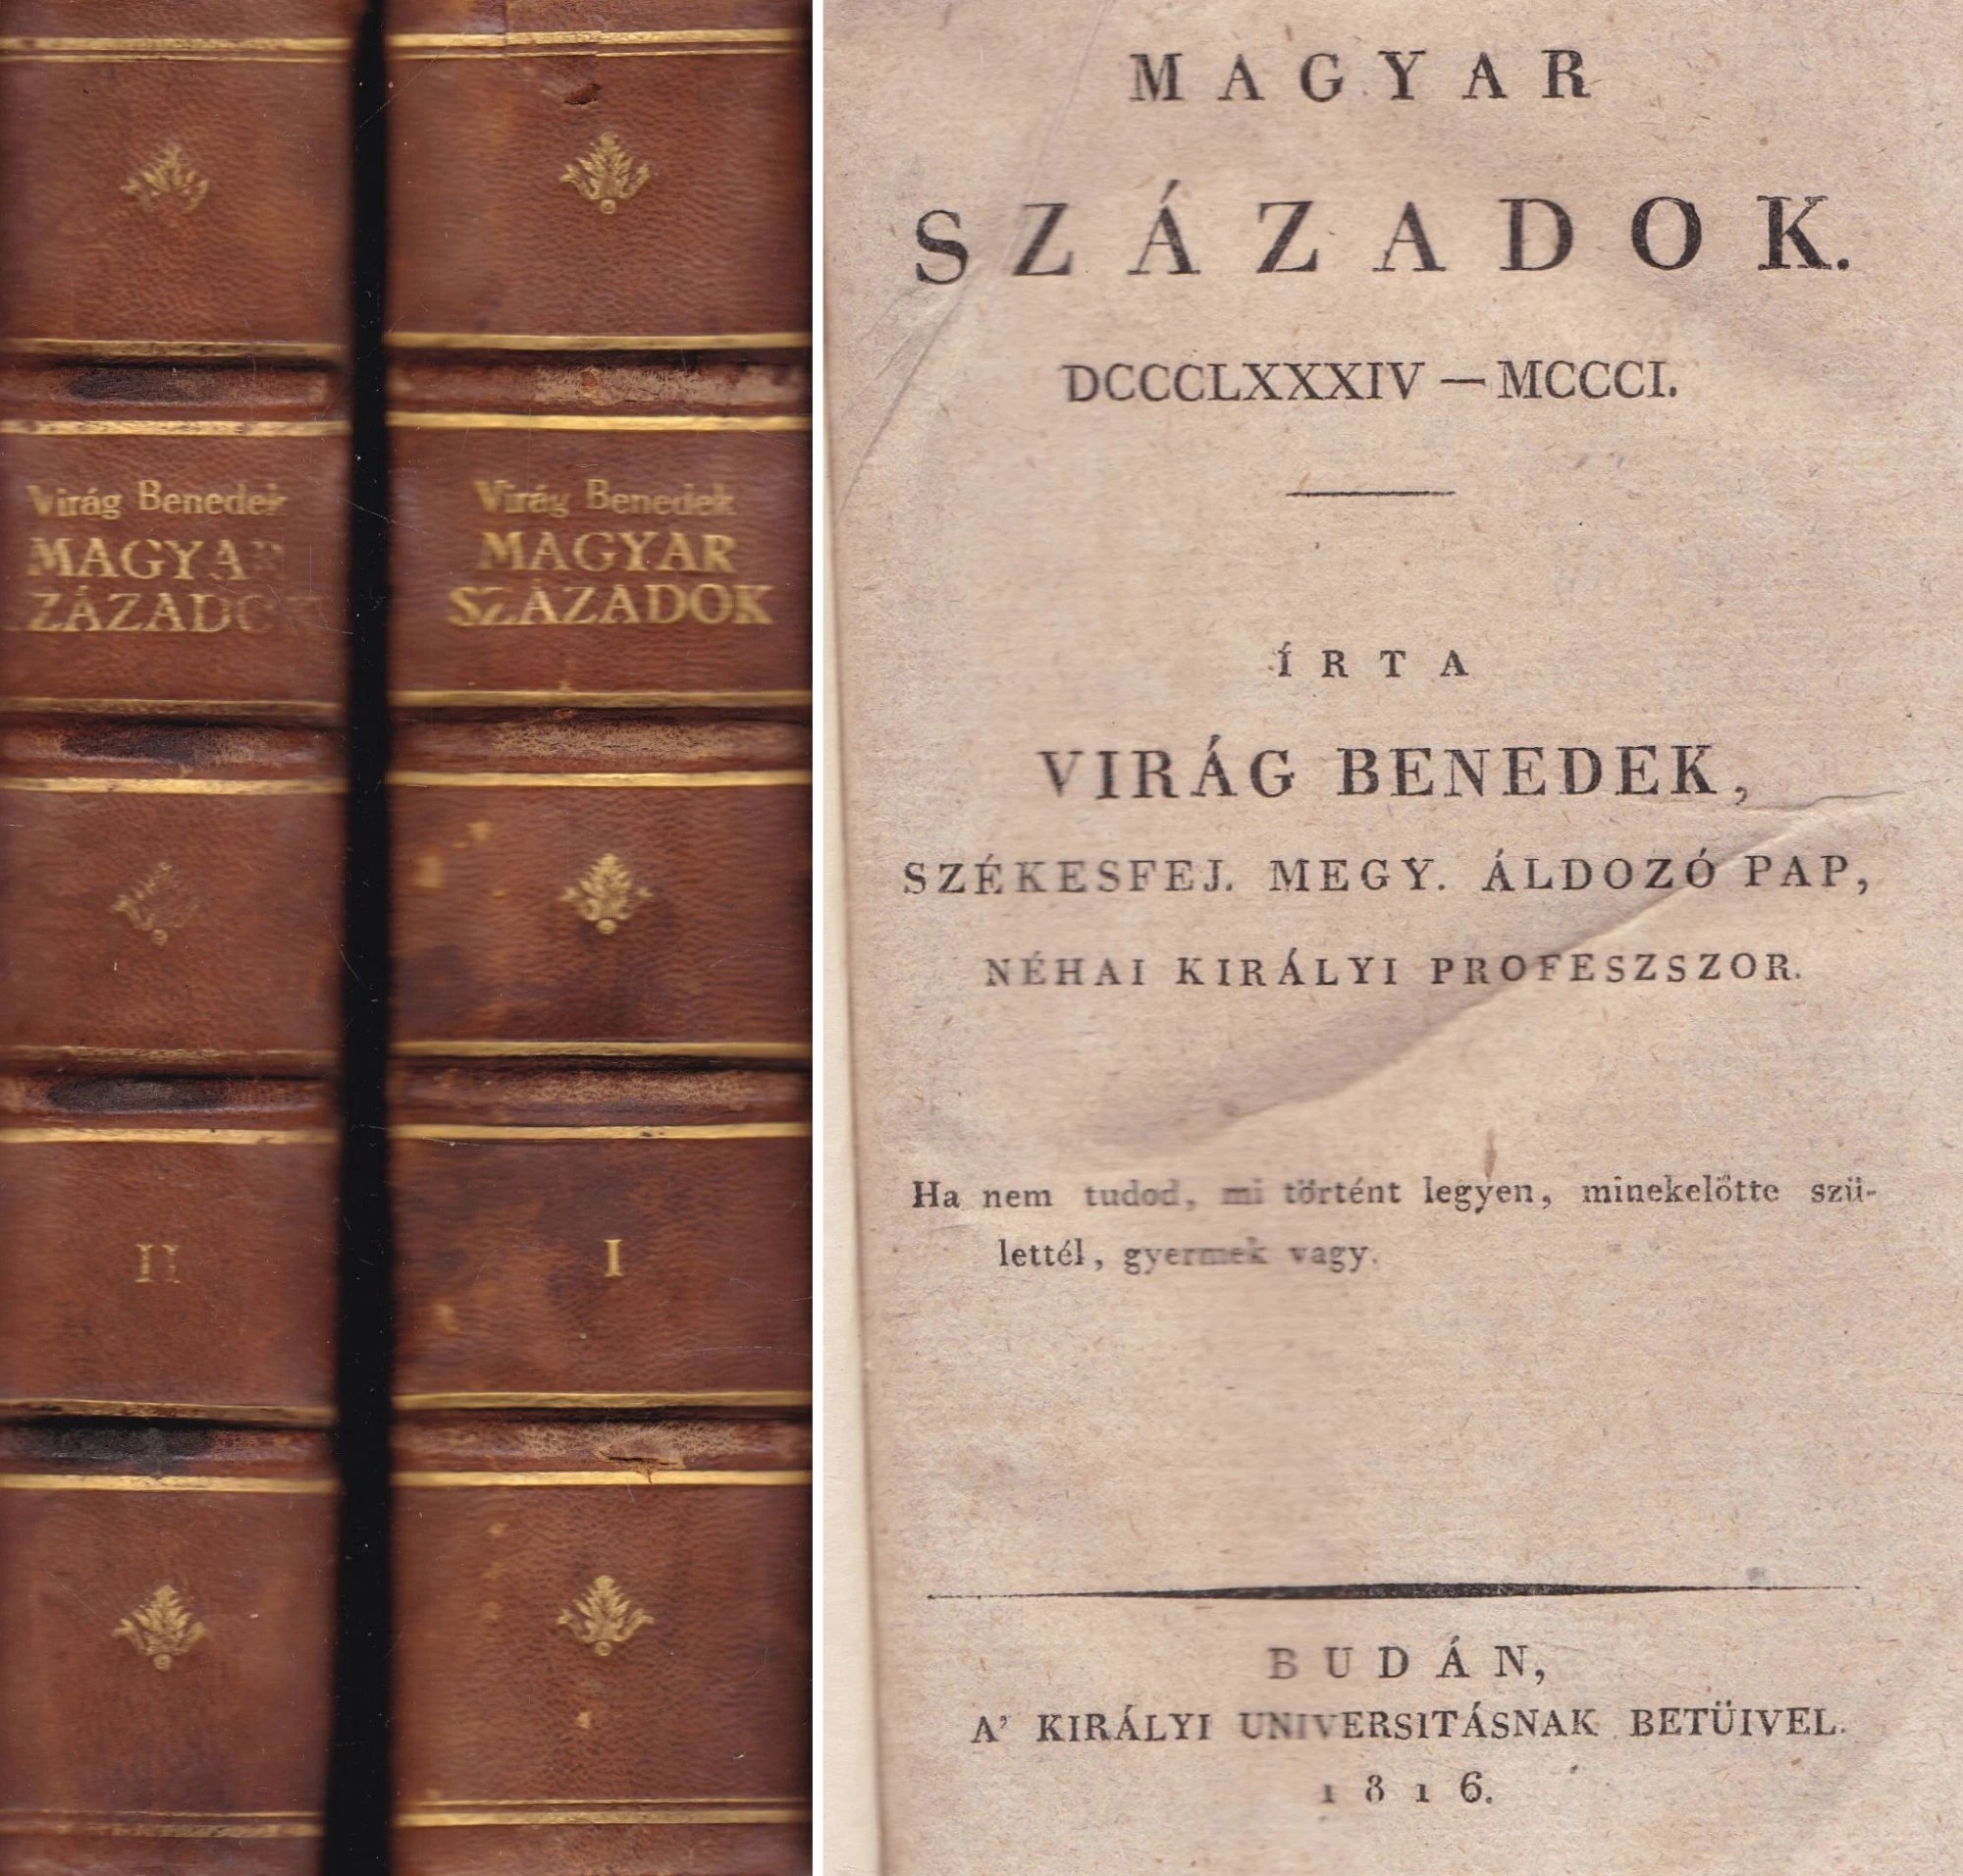 Virág Benedek
MAGYAR
ZÁZADOK
II
Virág Benedek
MAGYAR
SZÁZADOK
I
MAGYAR
SZÁZADOK.
DCCCLXXXIV — MCCCI.
ÍRTA
VIRÁG BENEDEK,
SZÉKESFEJ. MEGY. ÁLDOZÓ PAP,
NÉHAI KIRÁLYI PROFESZSZOR.
Ha nem tudod, mi történt legyen, minekelőtte szü-
lettél, gyermek vagy.
BUDÁN,
A' KIRÁLYI UNIVERSITÁSNAK BETÜIVEL.
1816.